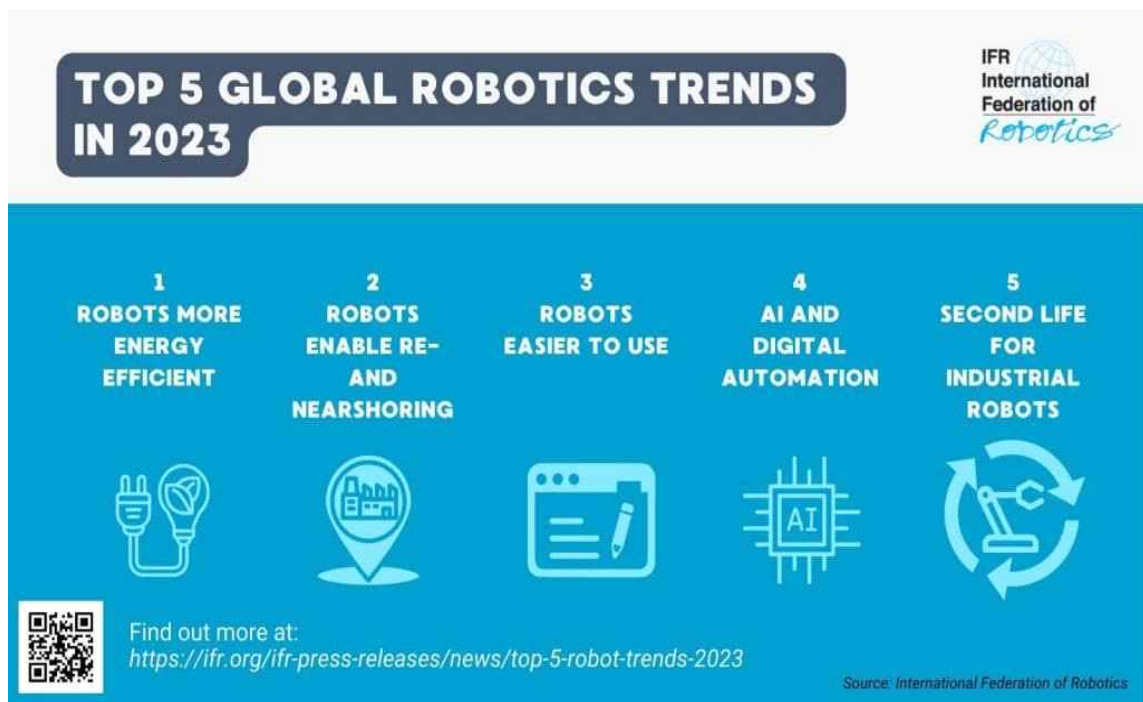 TOP 5 GLOBAL ROBOTICS TRENDS
IN 2023
IFR
International
Federation of
Robotics
1
ROBOTS MORE
ENERGY
EFFICIENT
2
ROBOTS
ENABLE RE-
AND
NEARSHORING
3
ROBOTS
EASIER TO USE
4
AI AND
DIGITAL
AUTOMATION
5
SECOND LIFE
FOR
INDUSTRIAL
ROBOTS
AI
Find out more at:
https://ifr.org/ifr-press-releases/news/top-5-robot-trends-2023
Source: International Federation of Robotics